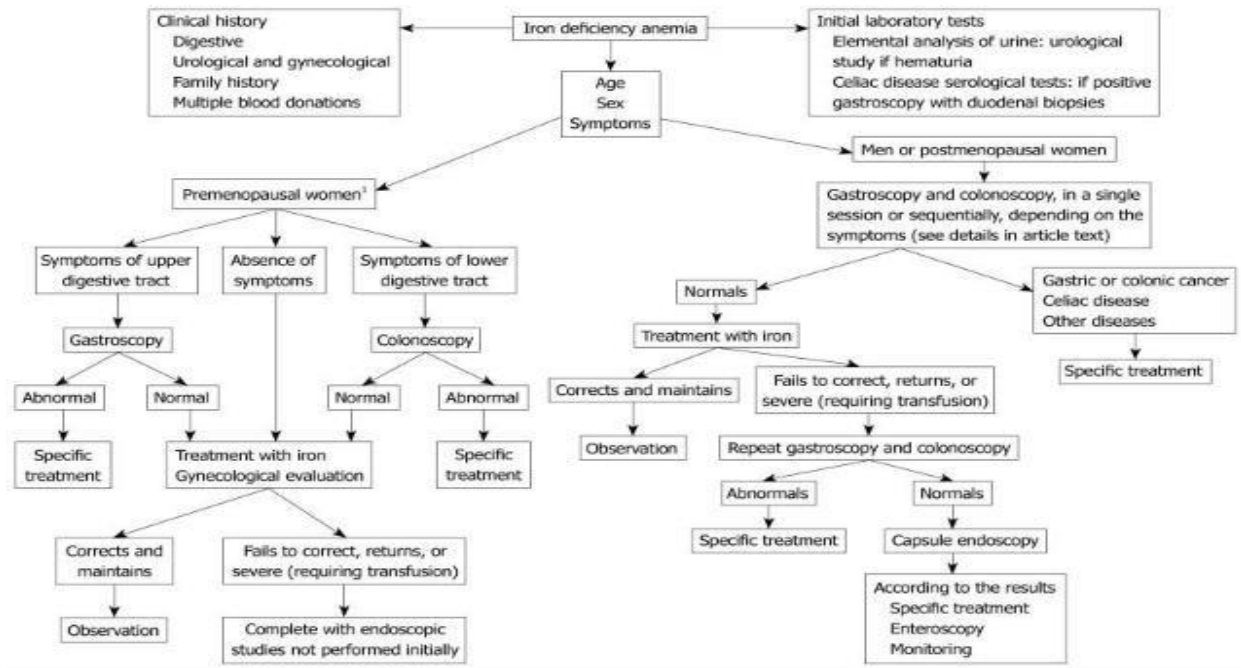 Clinical history
Digestive
Urological and gynecological
Family history
Multiple blood donations
Iron deficiency anemia
Initial laboratory tests
Elemental analysis of urine: urological
study if hematuria
Celiac disease serological tests: if positive
gastroscopy with duodenal biopsies
Age
Sex
Symptoms
Premenopausal women¹
Symptoms of upper
digestive tract
Absence of
symptoms
Symptoms of lower
digestive tract
Gastroscopy
Colonoscopy
Abnormal
Normal
Normal
Abnormal
Specific
treatment
Treatment with iron
Gynecological evaluation
Specific
treatment
Corrects and
maintains
Fails to correct, returns, or
severe (requiring transfusion)
Observation
Complete with endoscopic
studies not performed initially
Men or postmenopausal women
Gastroscopy and colonoscopy, in a single
session or sequentially, depending on the
symptoms (see details in article text)
Normals
Gastric or colonic cancer
Celiac disease
Other diseases
Treatment with iron
Specific treatment
Corrects and maintains
Fails to correct, returns, or
severe (requiring transfusion)
Observation
Repeat gastroscopy and colonoscopy
Abnormals
Normals
Specific treatment
Capsule endoscopy
According to the results
Specific treatment
Enteroscopy
Monitoring